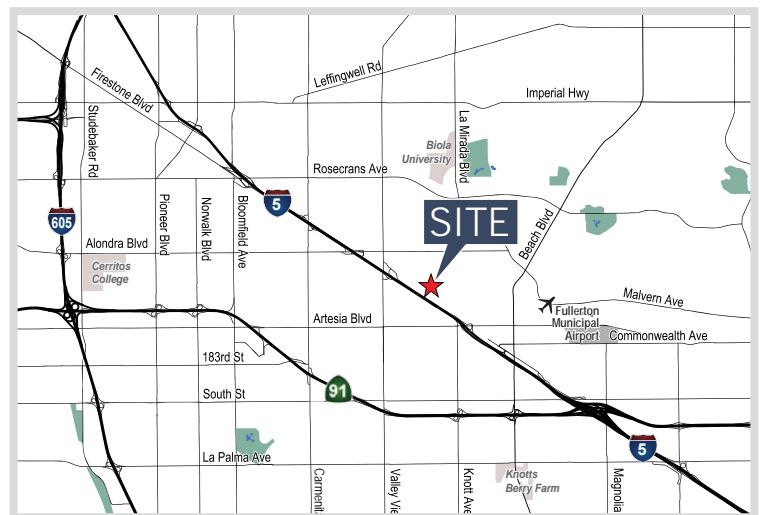 Leffingwell Rd
Firestone Blvd
Imperial Hwy
Studebaker Rd
La Mirada Blvd
Biola
University
Rosecrans Ave
Pioneer Blvd
Norwalk Blvd
Bloomfield Ave
5
SITE
605
Beach Blvd
Alondra Blvd
Cerritos
College
Malvern Ave
Fullerton
Municipal
Airport
Artesia Blvd
Commonwealth Ave
183rd St
91
South St
5
La Palma Ave
Carmenit
Valley Vie
Knott Ave
Knotts
Berry Farm
Magnolia